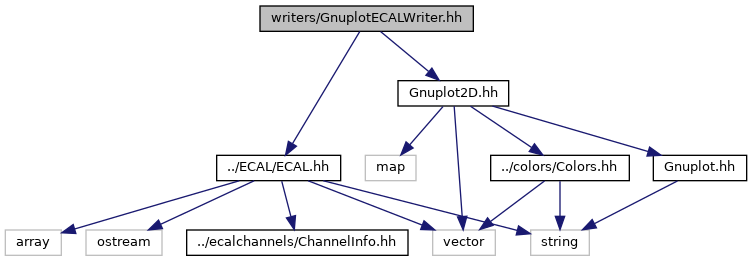 writers/GnuplotECALWriter.hh
Gnuplot2D.hh
../ECAL/ECAL.hh
map
../colors/Colors.hh
Gnuplot.hh
array
ostream
../ecalchannels/ChannelInfo.hh
vector
string